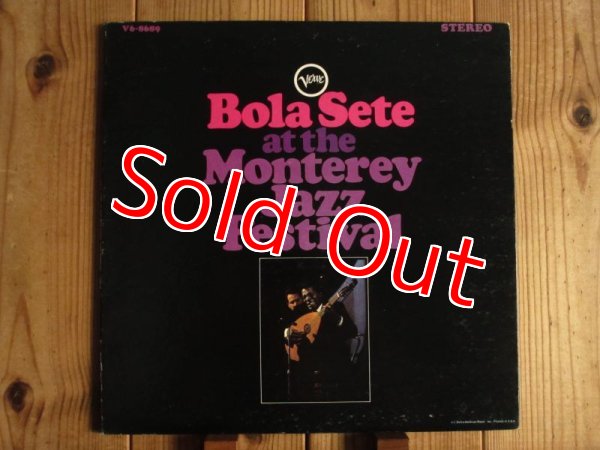 V6-8689
STEREO
Verve
Bola Sete
at the
Monterey
Jazz
Festival
Sold Out